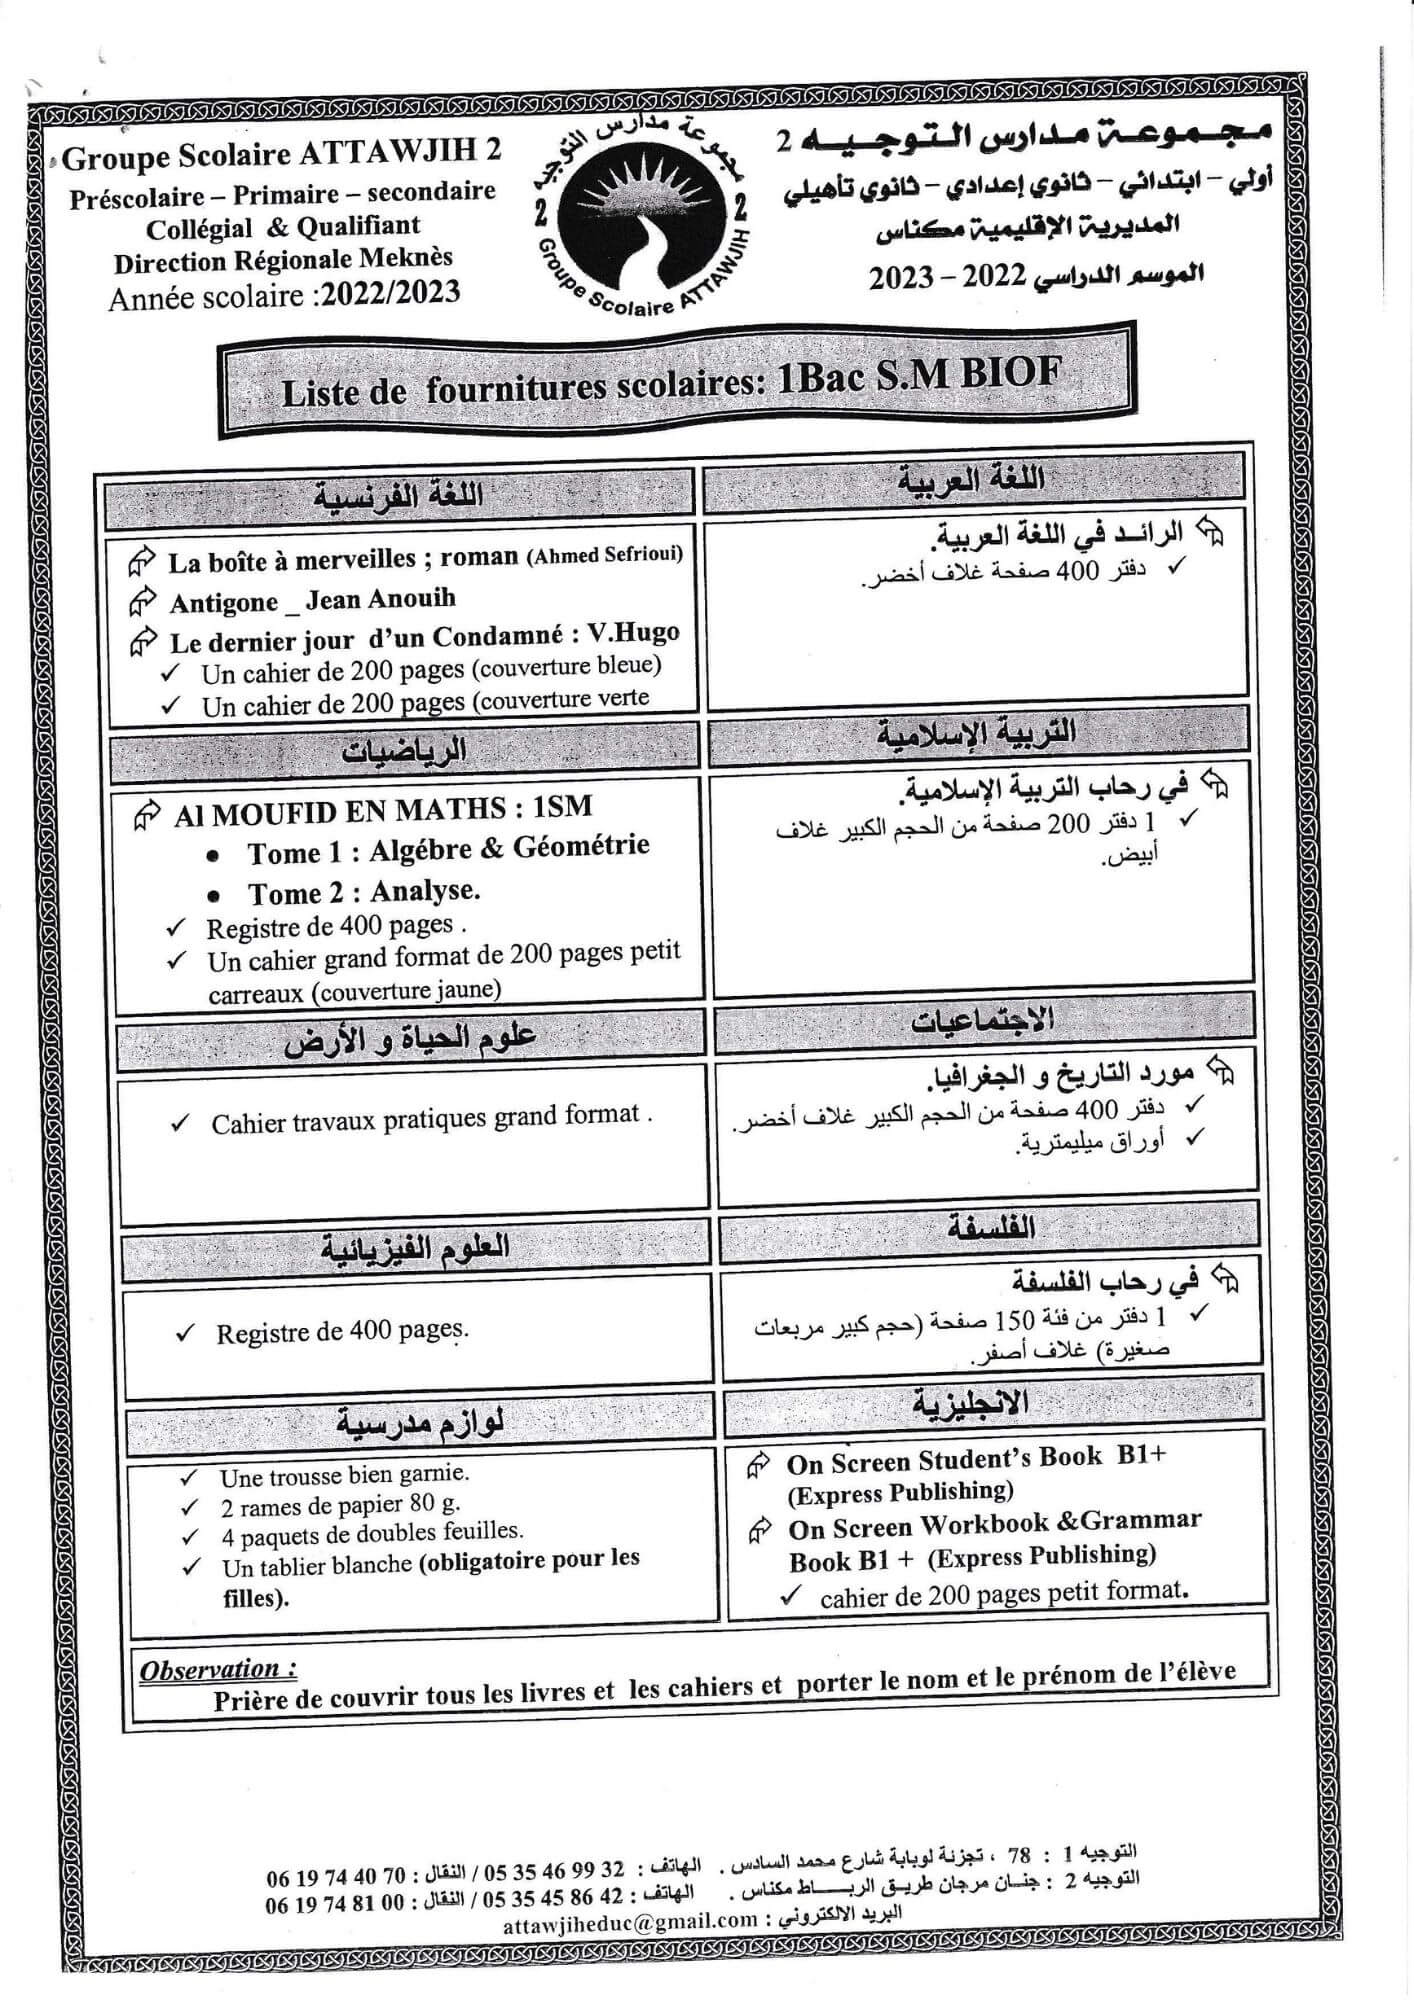 Groupe Scolaire ATTAWJIH 2
Préscolaire – Primaire – secondaire
Collégial & Qualifiant
Direction Régionale Meknès
Année scolaire :2022/2023
مجموعة مدارس التوجيه 2
2 Groupe Scolaire ATTAWJIH 2
مجموعة مدارس التوجيه 2
أولي – ابتدائي – ثانوي إعدادي – ثانوي تأهيلي
المديرية الإقليمية مكناس
الموسم الدراسي 2022 – 2023
Liste de fournitures scolaires: 1Bac S.M BIOF
اللغة الفرنسية
La boîte à merveilles ; roman (Ahmed Sefrioui)
Antigone _ Jean Anouih
Le dernier jour d’un Condamné : V.Hugo
✓ Un cahier de 200 pages (couverture bleue)
✓ Un cahier de 200 pages (couverture verte
اللغة العربية
الرائد في اللغة العربية.
✓ دفتر 400 صفحة غلاف أخضر.
الرياضيات
Al MOUFID EN MATHS : 1SM
• Tome 1 : Algébre & Géométrie
• Tome 2 : Analyse.
✓ Registre de 400 pages .
✓ Un cahier grand format de 200 pages petit
carreaux (couverture jaune)
التربية الإسلامية
في رحاب التربية الإسلامية.
✓ 1 دفتر 200 صفحة من الحجم الكبير غلاف
أبيض.
علوم الحياة و الأرض
✓ Cahier travaux pratiques grand format .
الاجتماعيات
مورد التاريخ و الجغرافيا.
✓ دفتر 400 صفحة من الحجم الكبير غلاف أخضر.
✓ أوراق ميليمترية.
العلوم الفيزيائية
✓ Registre de 400 pages.
الفلسفة
في رحاب الفلسفة
✓ 1 دفتر من فئة 150 صفحة (حجم كبير مربعات
صغيرة) غلاف أصفر.
لوازم مدرسية
✓ Une trousse bien garnie.
✓ 2 rames de papier 80 g.
✓ 4 paquets de doubles feuilles.
✓ Un tablier blanche (obligatoire pour les
filles).
الانجليزية
On Screen Student’s Book B1+
(Express Publishing)
On Screen Workbook &Grammar
Book B1 + (Express Publishing)
✓ cahier de 200 pages petit format.
Observation :
Prière de couvrir tous les livres et les cahiers et porter le nom et le prénom de l’élève
التوجيه 1 : 78 ، تجزئة لوبابة شارع محمد السادس . الهاتف : 05 35 46 99 32 / النقال : 06 19 74 40 70
التوجيه 2 : جنان مرجان طريق الرباط مكناس . الهاتف : 05 35 45 86 42 / النقال : 06 19 74 81 00
البريد الالكتروني : attawjiheduc@gmail.com